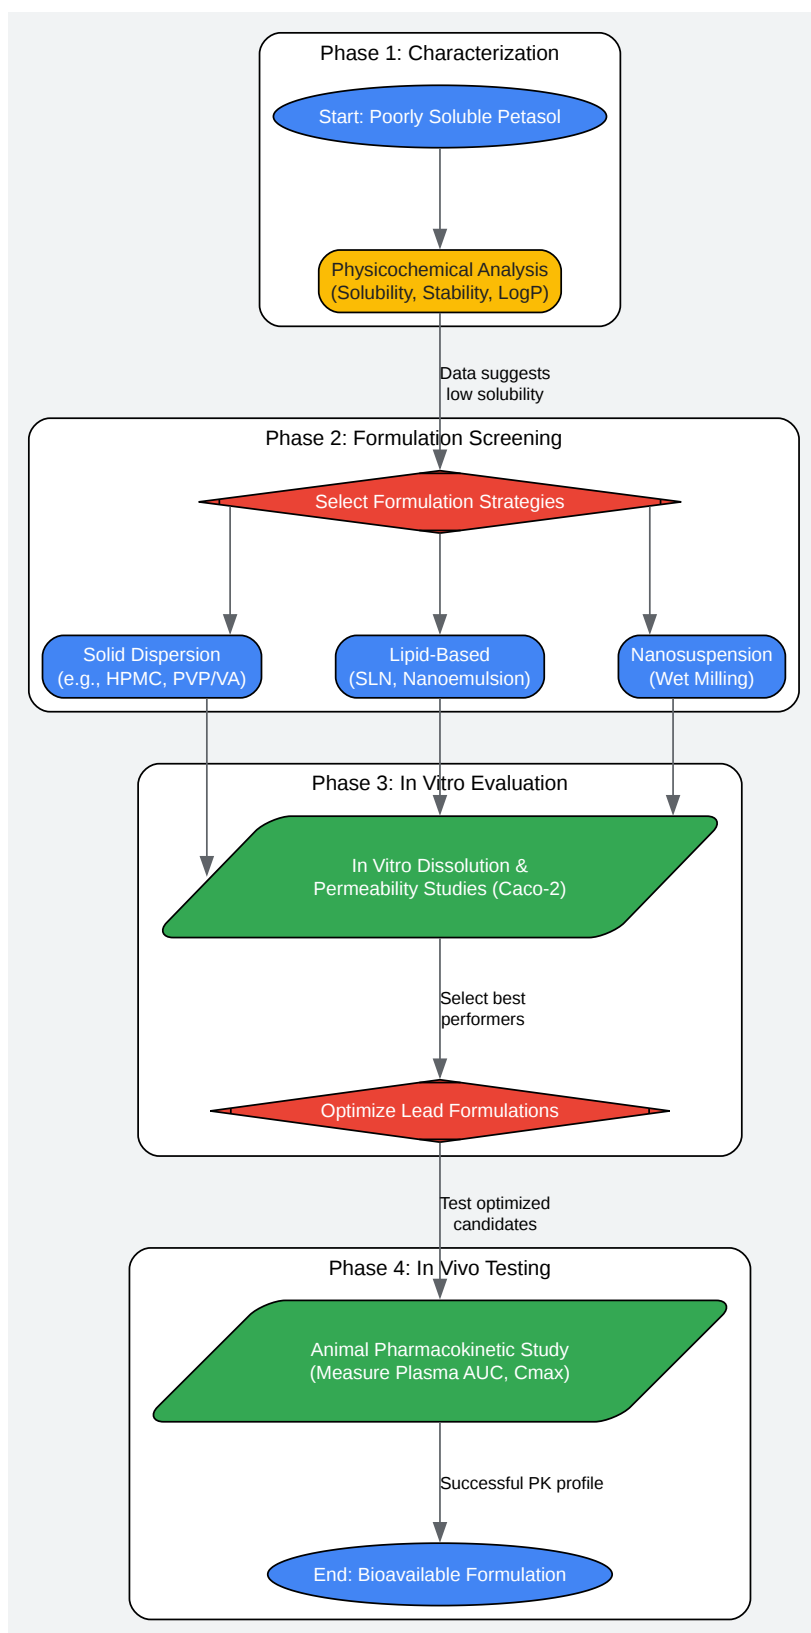 Phase 1: Characterization
Start: Poorly Soluble Petasol
Physicochemical Analysis
(Solubility, Stability, LogP)
Data suggests
low solubility
Phase 2: Formulation Screening
Select Formulation Strategies
Solid Dispersion
(e.g., HPMC, PVP/VA)
Lipid-Based
(SLN, Nanoemulsion)
Nanosuspension
(Wet Milling)
Phase 3: In Vitro Evaluation
In Vitro Dissolution &
Permeability Studies (Caco-2)
Select best
performers
Optimize Lead Formulations
Test optimized
candidates
Phase 4: In Vivo Testing
Animal Pharmacokinetic Study
(Measure Plasma AUC, Cmax)
Successful PK profile
End: Bioavailable Formulation